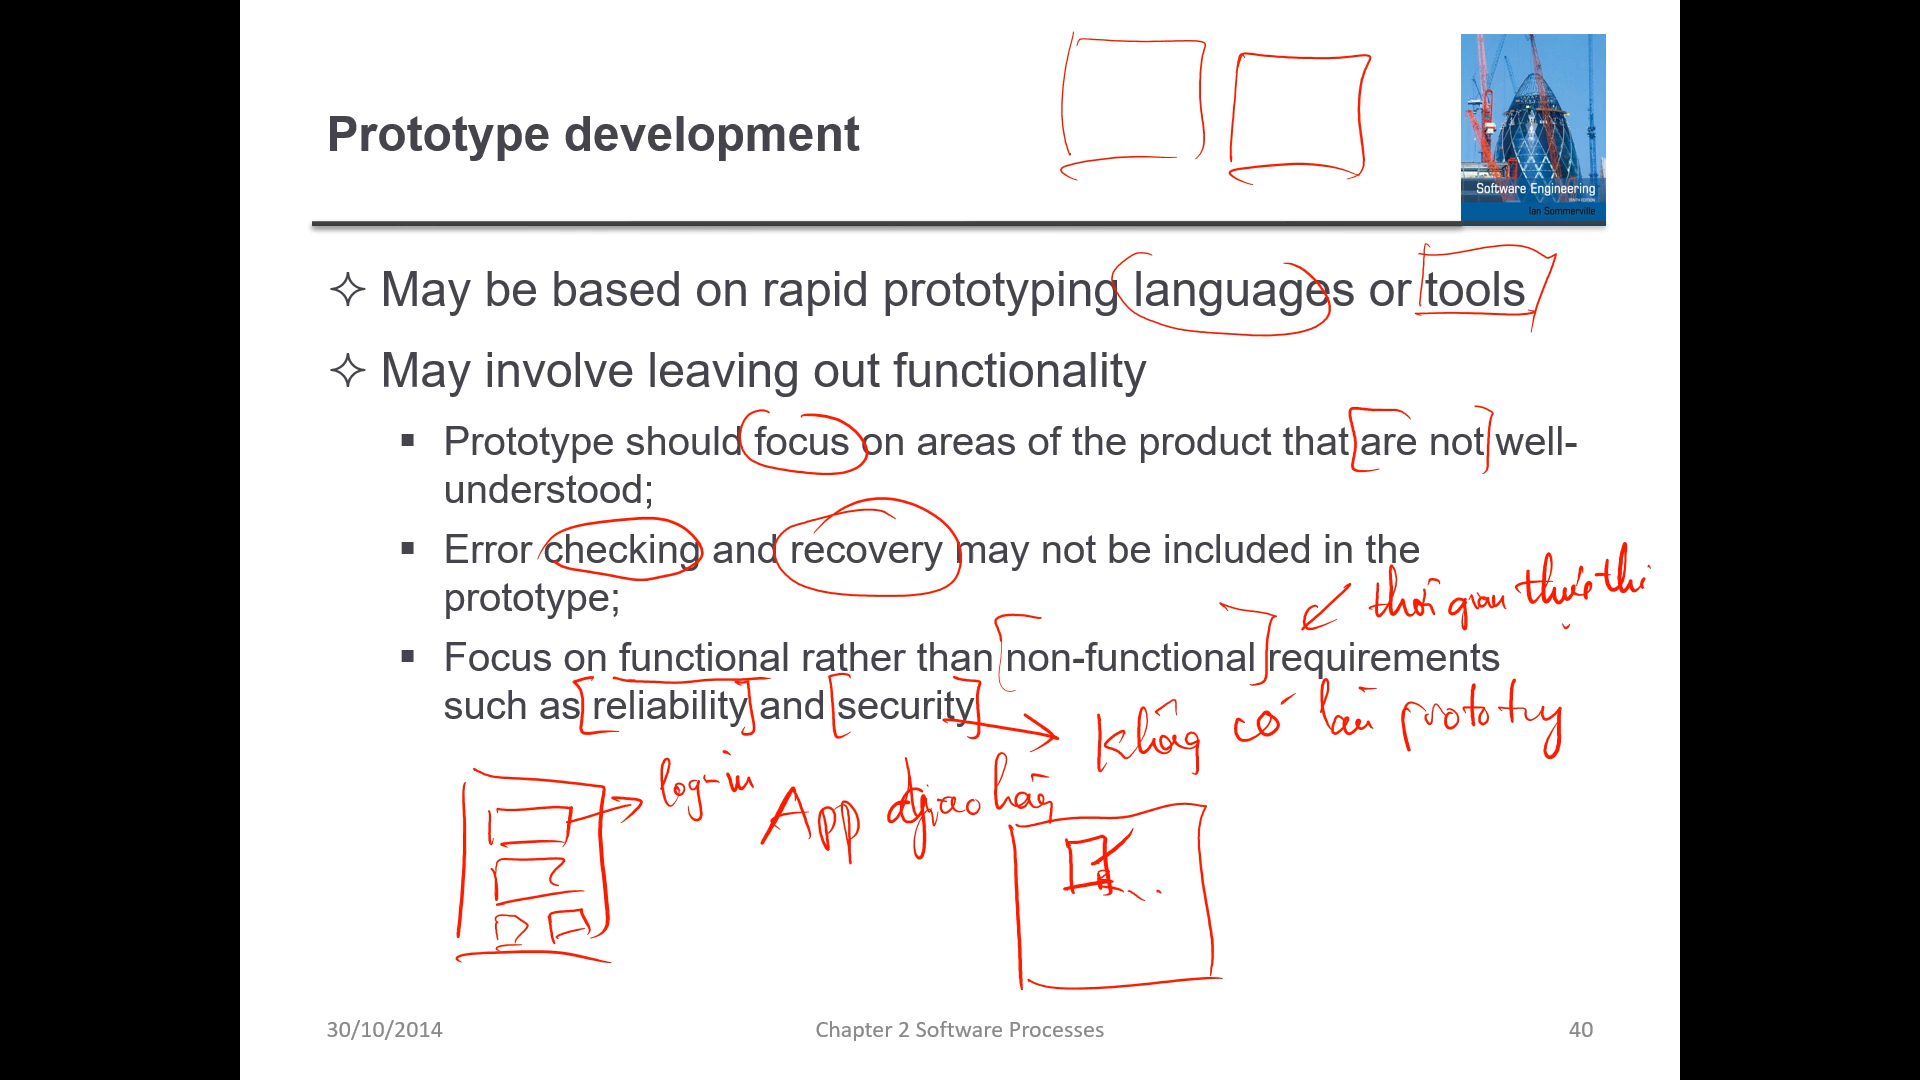 Prototype development
Software Engineering
Ian Sommerville
✧ May be based on rapid prototyping languages or tools
✧ May involve leaving out functionality
▪ Prototype should focus on areas of the product that are not well-
understood;
▪ Error checking and recovery may not be included in the
prototype;
thời gian thực thi
▪ Focus on functional rather than non-functional requirements
such as reliability and security
không có làm prototy
log-in
App giao hàng
30/10/2014
Chapter 2 Software Processes
40